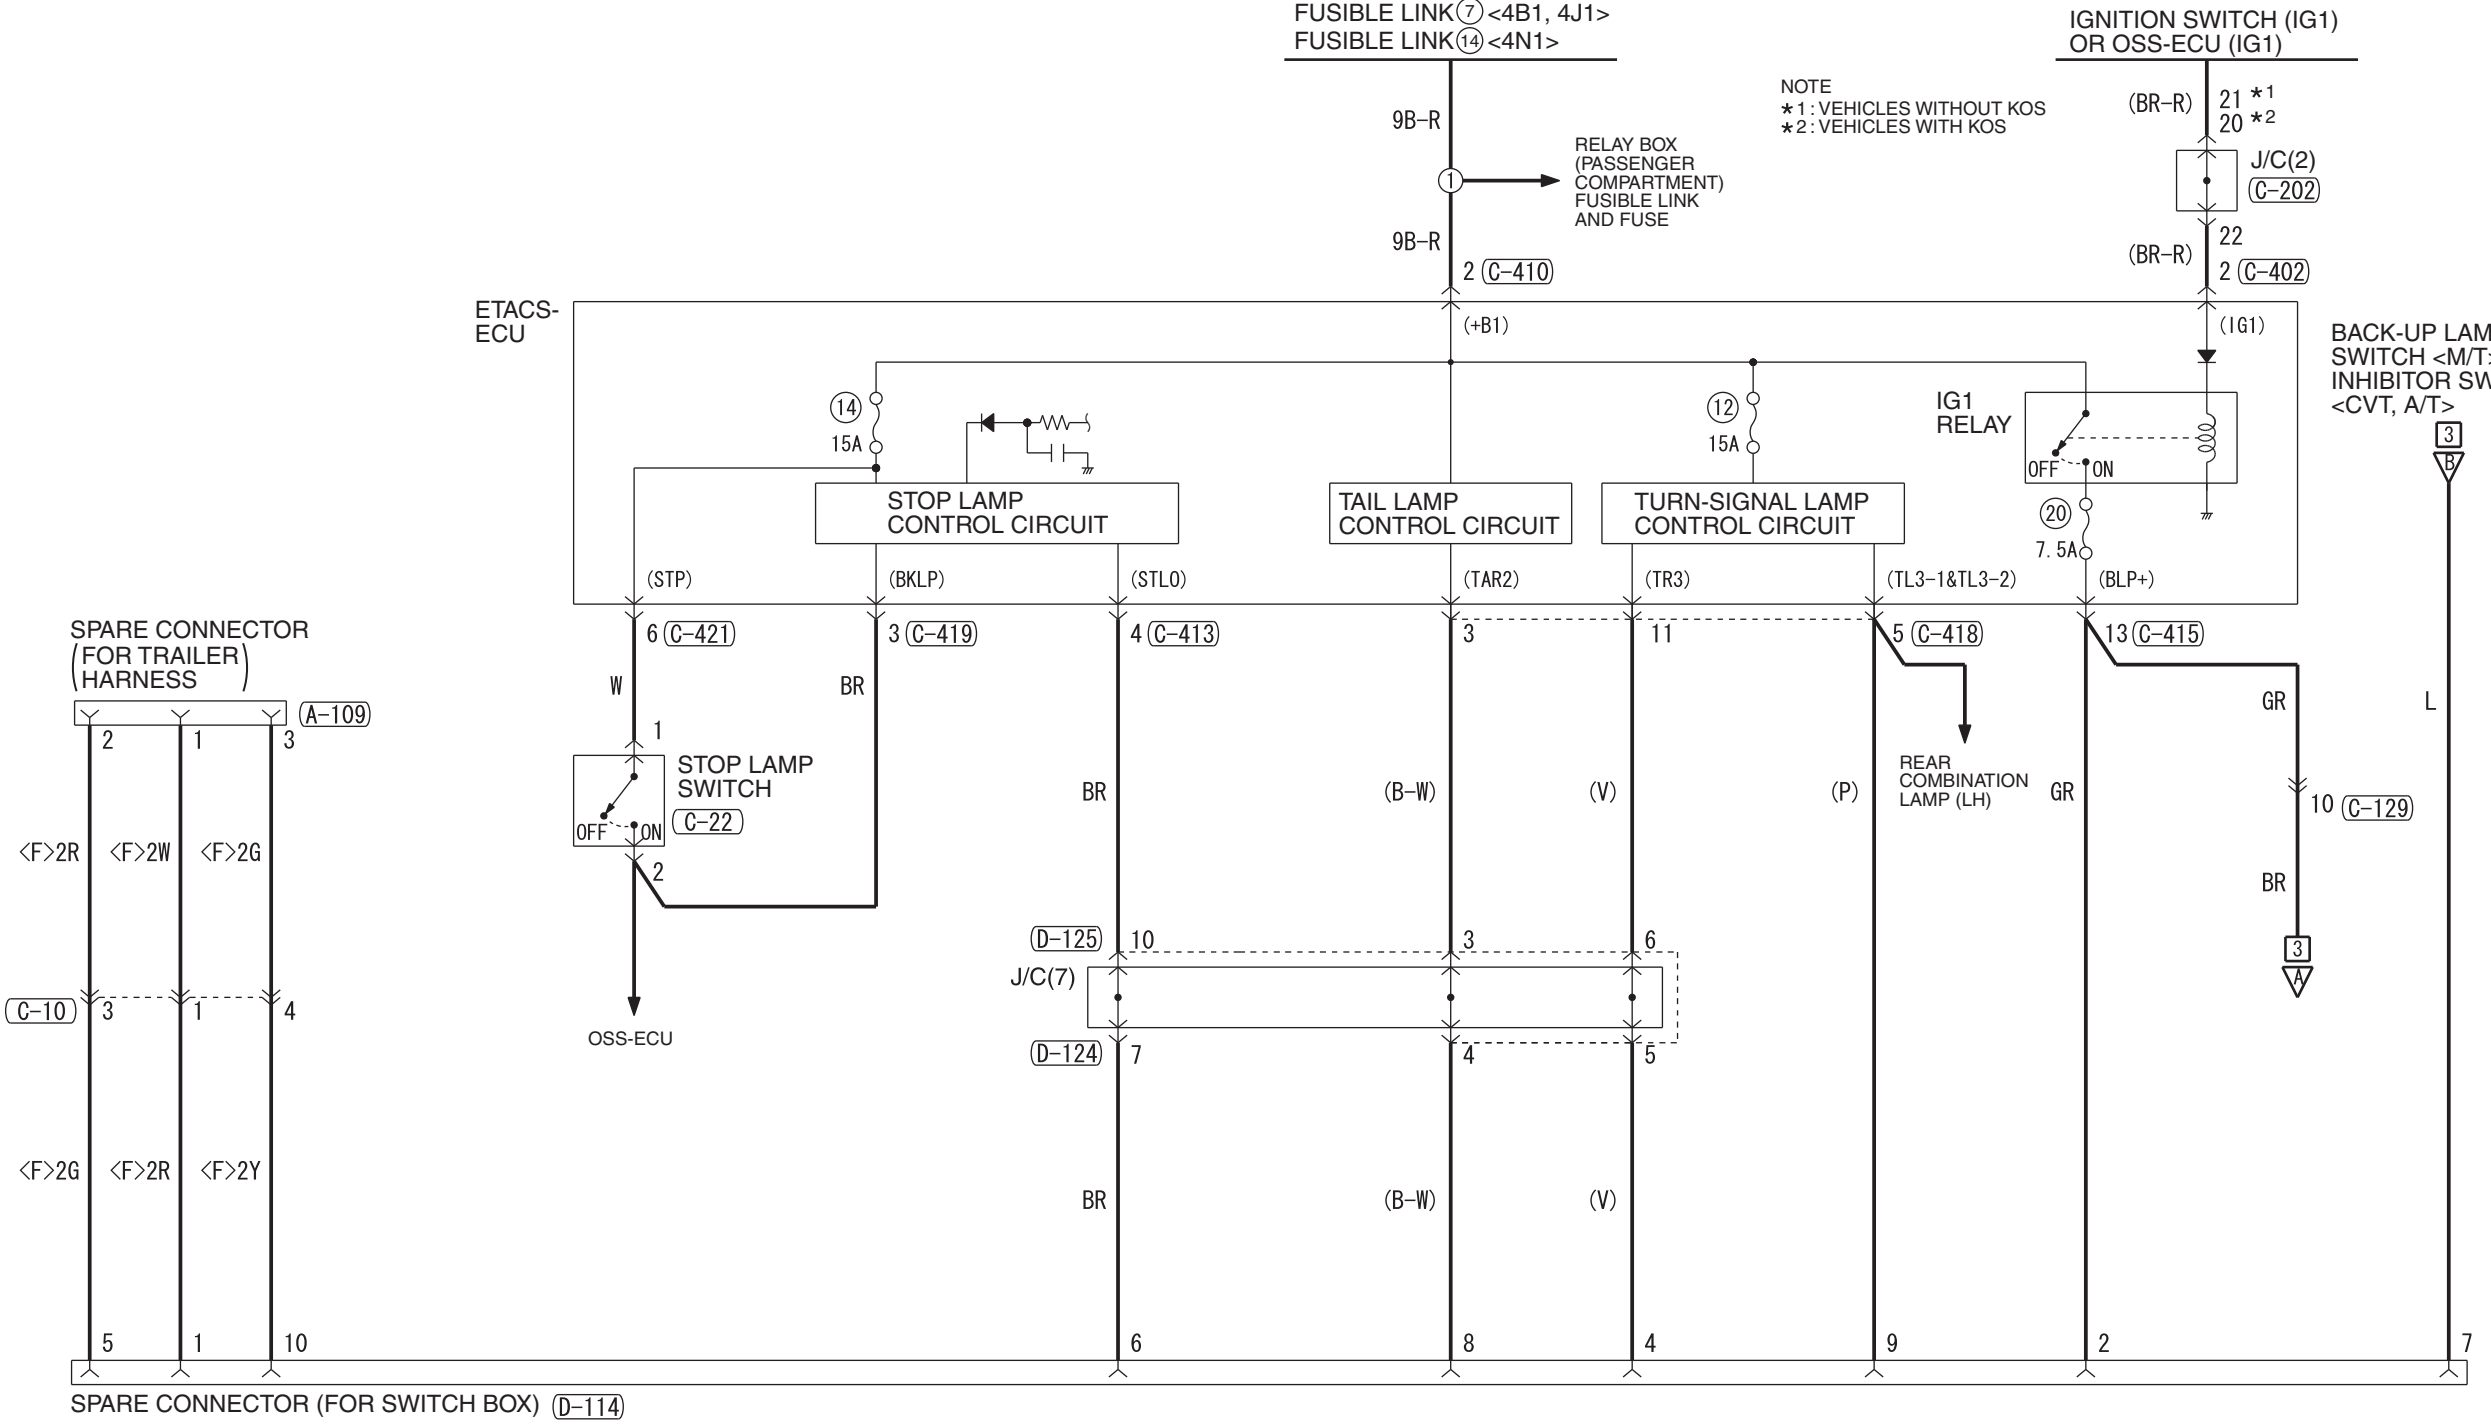 FUSIBLE LINK 7 <4B1, 4J1>
FUSIBLE LINK 14 <4N1>
IGNITION SWITCH (IG1)
OR OSS-ECU (IG1)
NOTE
*1: VEHICLES WITHOUT KOS
*2: VEHICLES WITH KOS
9B-R
(BR-R)
21 *1
20 *2
1
RELAY BOX
(PASSENGER
COMPARTMENT)
FUSIBLE LINK
AND FUSE
J/C(2)
C-202
9B-R
22
(BR-R)
2 C-410
2 C-402
ETACS-
ECU
(+B1)
(IG1)
BACK-UP LAM
SWITCH <M/T>
INHIBITOR SW
<CVT, A/T>
3
B
14
15A
12
15A
IG1
RELAY
OFF
ON
STOP LAMP
CONTROL CIRCUIT
TAIL LAMP
CONTROL CIRCUIT
TURN-SIGNAL LAMP
CONTROL CIRCUIT
20
7.5A
(STP)
(BKLP)
(STLO)
(TAR2)
(TR3)
(TL3-1&TL3-2)
(BLP+)
6 C-421
3 C-419
4 C-413
3
11
5 C-418
13 C-415
SPARE CONNECTOR
(FOR TRAILER
HARNESS)
A-109
2
1
3
W
BR
GR
L
1
STOP LAMP
SWITCH
C-22
OFF
ON
2
BR
(B-W)
(V)
(P)
REAR
COMBINATION
LAMP (LH)
GR
10 C-129
<F>2R
<F>2W
<F>2G
BR
D-125
10
3
6
J/C(7)
3
A
C-10
3
1
4
OSS-ECU
D-124
7
4
5
<F>2G
<F>2R
<F>2Y
BR
(B-W)
(V)
5
1
10
6
8
4
9
2
7
SPARE CONNECTOR (FOR SWITCH BOX) D-114